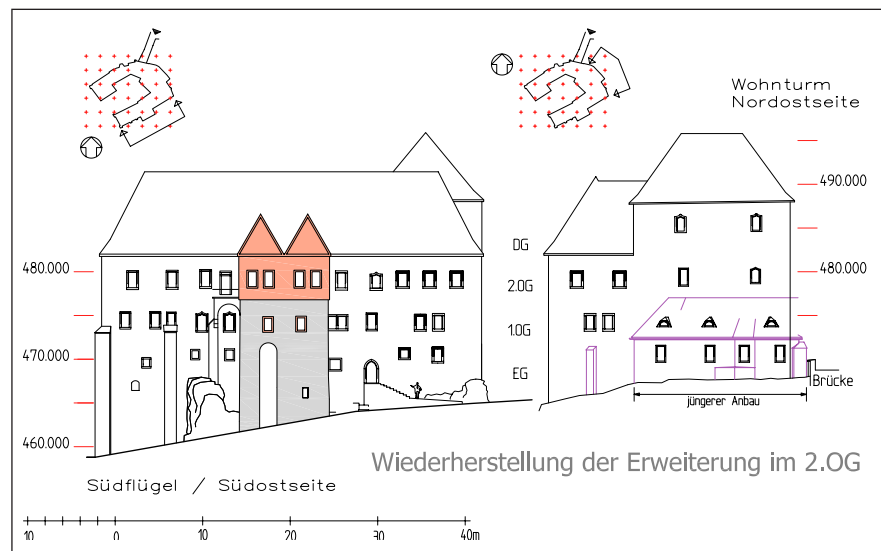 Wohnturm
Nordostseite
490.000
480.000
DG
2.OG
480.000
1.OG
470.000
EG
Brücke
jüngerer Anbau
460.000
Wiederherstellung der Erweiterung im 2.OG
Südflügel / Südostseite
10 0 10 20 30 40m